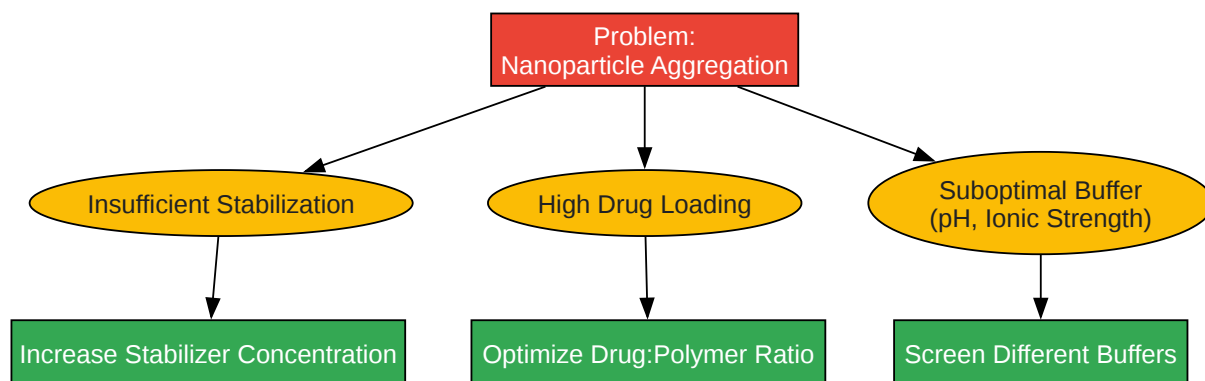 Problem:
Nanoparticle Aggregation
Insufficient Stabilization
High Drug Loading
Suboptimal Buffer
(pH, Ionic Strength)
Increase Stabilizer Concentration
Optimize Drug:Polymer Ratio
Screen Different Buffers